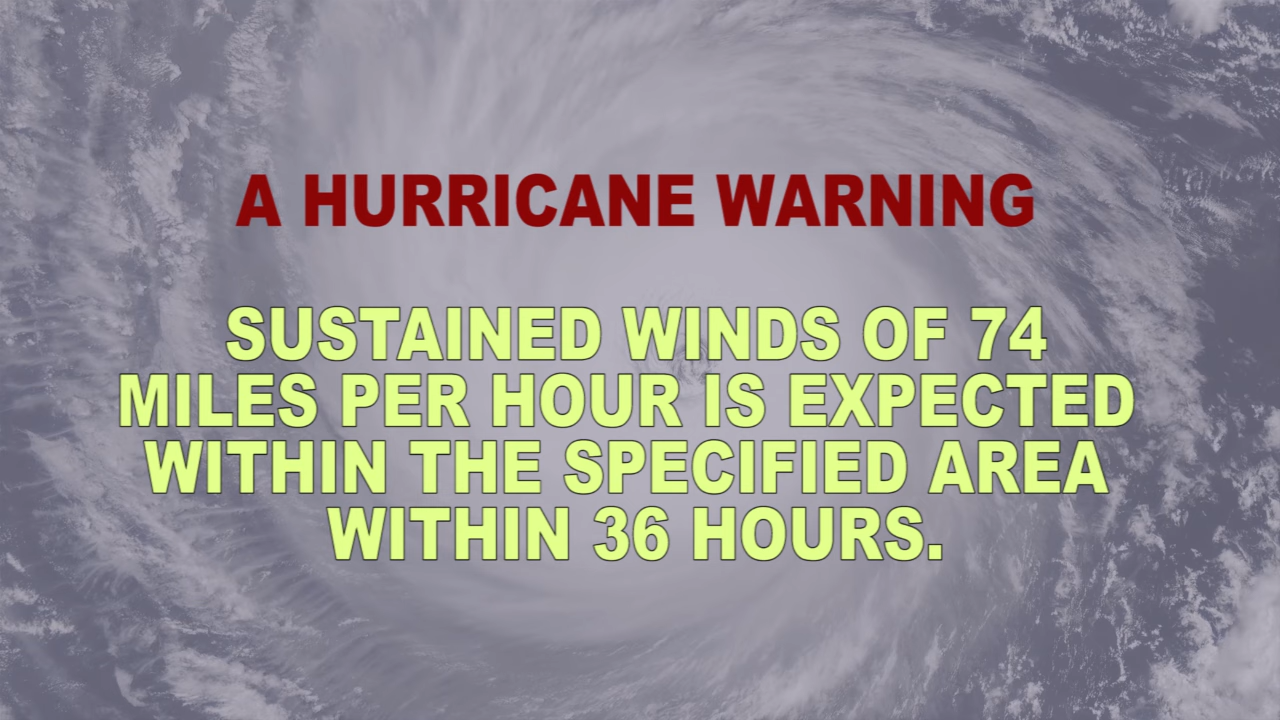 A HURRICANE WARNING
SUSTAINED WINDS OF 74
MILES PER HOUR IS EXPECTED
WITHIN THE SPECIFIED AREA
WITHIN 36 HOURS.